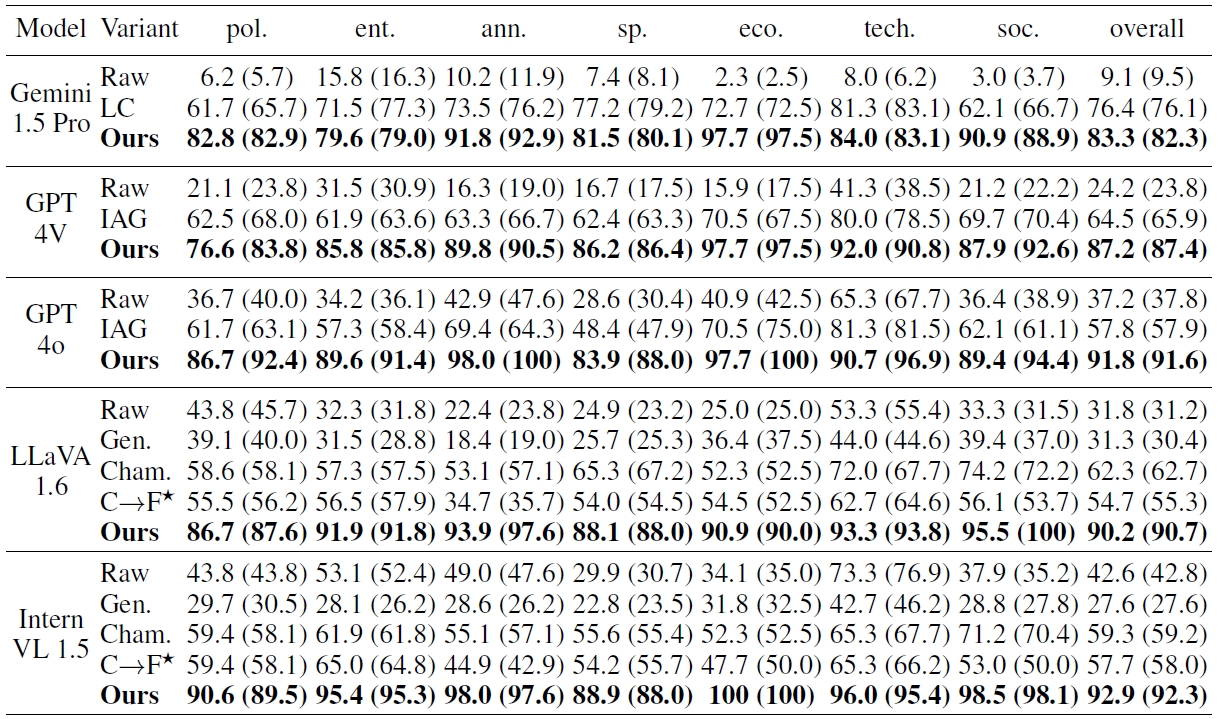 Model Variant pol. ent. ann. sp. eco. tech. soc. overall
Gemini 1.5 Pro
Raw 6.2 (5.7) 15.8 (16.3) 10.2 (11.9) 7.4 (8.1) 2.3 (2.5) 8.0 (6.2) 3.0 (3.7) 9.1 (9.5)
LC 61.7 (65.7) 71.5 (77.3) 73.5 (76.2) 77.2 (79.2) 72.7 (72.5) 81.3 (83.1) 62.1 (66.7) 76.4 (76.1)
Ours 82.8 (82.9) 79.6 (79.0) 91.8 (92.9) 81.5 (80.1) 97.7 (97.5) 84.0 (83.1) 90.9 (88.9) 83.3 (82.3)
GPT 4V
Raw 21.1 (23.8) 31.5 (30.9) 16.3 (19.0) 16.7 (17.5) 15.9 (17.5) 41.3 (38.5) 21.2 (22.2) 24.2 (23.8)
IAG 62.5 (68.0) 61.9 (63.6) 63.3 (66.7) 62.4 (63.3) 70.5 (67.5) 80.0 (78.5) 69.7 (70.4) 64.5 (65.9)
Ours 76.6 (83.8) 85.8 (85.8) 89.8 (90.5) 86.2 (86.4) 97.7 (97.5) 92.0 (90.8) 87.9 (92.6) 87.2 (87.4)
GPT 4o
Raw 36.7 (40.0) 34.2 (36.1) 42.9 (47.6) 28.6 (30.4) 40.9 (42.5) 65.3 (67.7) 36.4 (38.9) 37.2 (37.8)
IAG 61.7 (63.1) 57.3 (58.4) 69.4 (64.3) 48.4 (47.9) 70.5 (75.0) 81.3 (81.5) 62.1 (61.1) 57.8 (57.9)
Ours 86.7 (92.4) 89.6 (91.4) 98.0 (100) 83.9 (88.0) 97.7 (100) 90.7 (96.9) 89.4 (94.4) 91.8 (91.6)
LLaVA 1.6
Raw 43.8 (45.7) 32.3 (31.8) 22.4 (23.8) 24.9 (23.2) 25.0 (25.0) 53.3 (55.4) 33.3 (31.5) 31.8 (31.2)
Gen. 39.1 (40.0) 31.5 (28.8) 18.4 (19.0) 25.7 (25.3) 36.4 (37.5) 44.0 (44.6) 39.4 (37.0) 31.3 (30.4)
Cham. 58.6 (58.1) 57.3 (57.5) 53.1 (57.1) 65.3 (67.2) 52.3 (52.5) 72.0 (67.7) 74.2 (72.2) 62.3 (62.7)
C→F★ 55.5 (56.2) 56.5 (57.9) 34.7 (35.7) 54.0 (54.5) 54.5 (52.5) 62.7 (64.6) 56.1 (53.7) 54.7 (55.3)
Ours 86.7 (87.6) 91.9 (91.8) 93.9 (97.6) 88.1 (88.0) 90.9 (90.0) 93.3 (93.8) 95.5 (100) 90.2 (90.7)
Intern VL 1.5
Raw 43.8 (43.8) 53.1 (52.4) 49.0 (47.6) 29.9 (30.7) 34.1 (35.0) 73.3 (76.9) 37.9 (35.2) 42.6 (42.8)
Gen. 29.7 (30.5) 28.1 (26.2) 28.6 (26.2) 22.8 (23.5) 31.8 (32.5) 42.7 (46.2) 28.8 (27.8) 27.6 (27.6)
Cham. 59.4 (58.1) 61.9 (61.8) 55.1 (57.1) 55.6 (55.4) 52.3 (52.5) 65.3 (67.7) 71.2 (70.4) 59.3 (59.2)
C→F★ 59.4 (58.1) 65.0 (64.8) 44.9 (42.9) 54.2 (55.7) 47.7 (50.0) 65.3 (66.2) 53.0 (50.0) 57.7 (58.0)
Ours 90.6 (89.5) 95.4 (95.3) 98.0 (97.6) 88.9 (88.0) 100 (100) 96.0 (95.4) 98.5 (98.1) 92.9 (92.3)